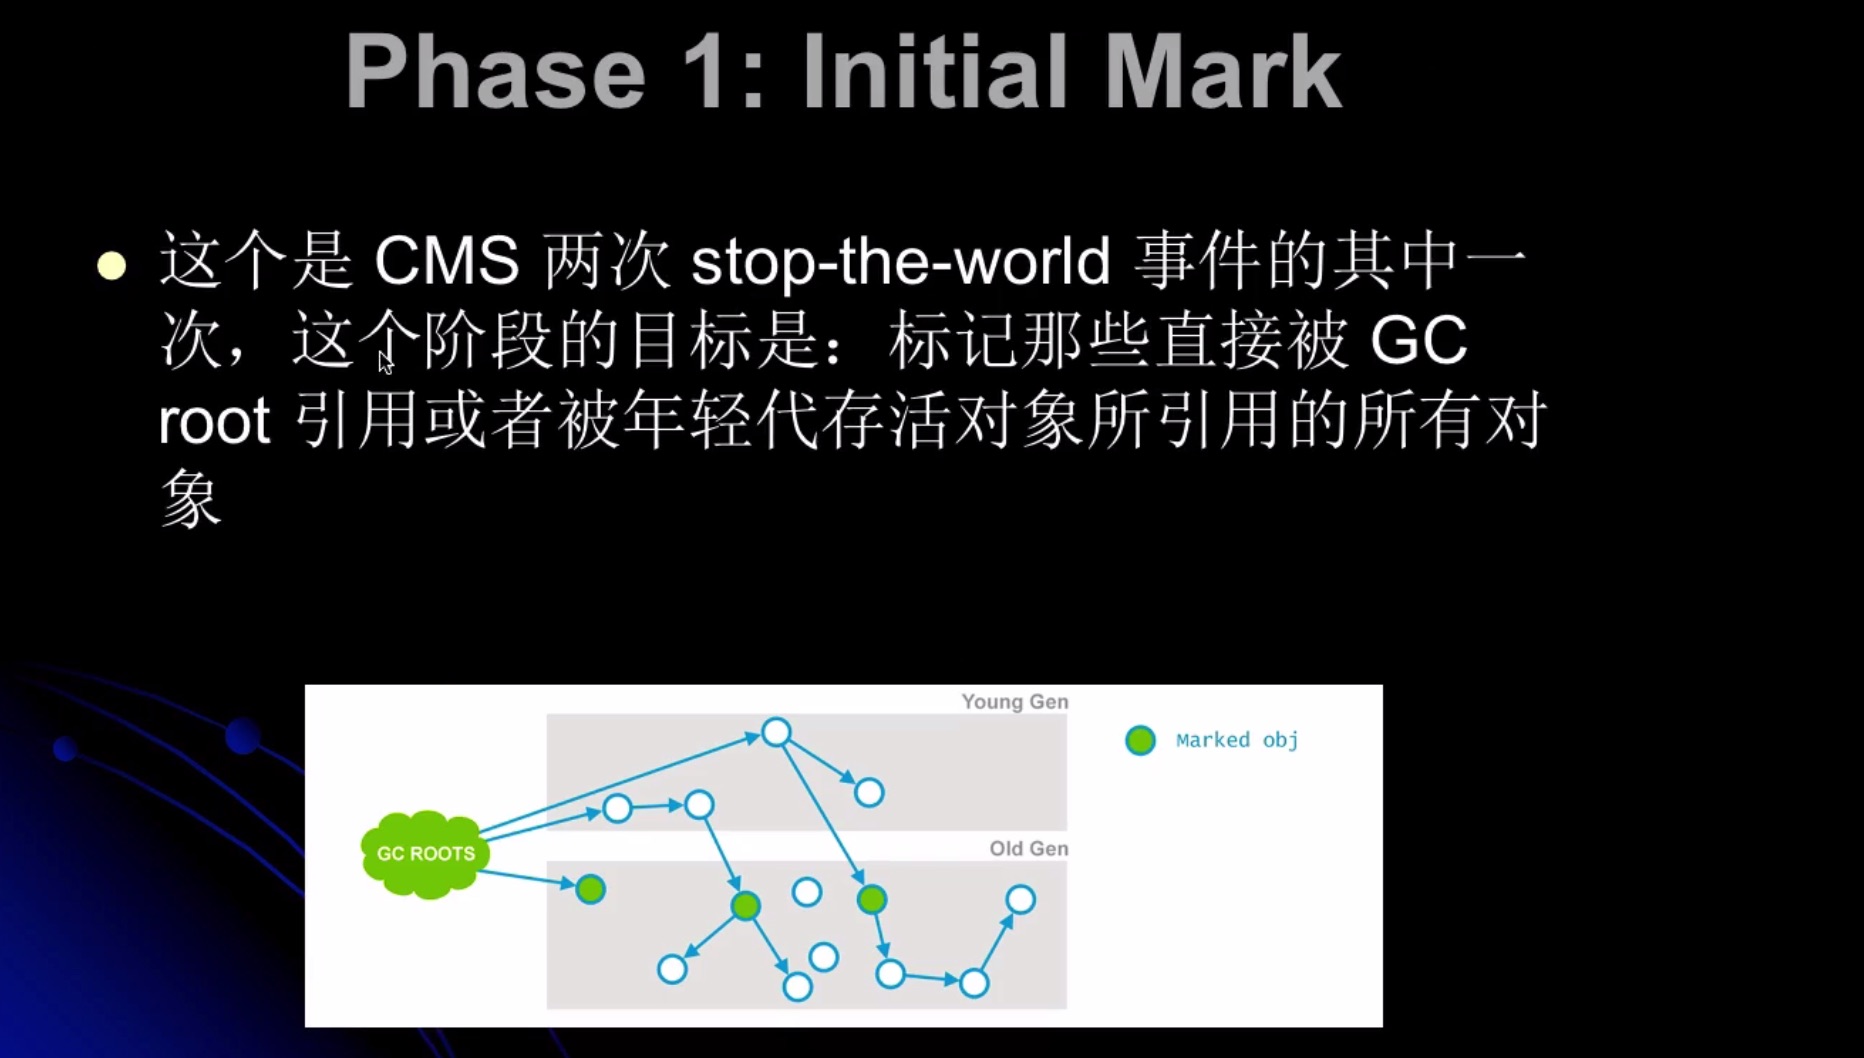 Phase 1: Initial Mark
这个是 CMS 两次 stop-the-world 事件的其中一
次，这个阶段的目标是：标记那些直接被 GC
root 引用或者被年轻代存活对象所引用的所有对
象
Young Gen
Marked obj
GC ROOTS
Old Gen